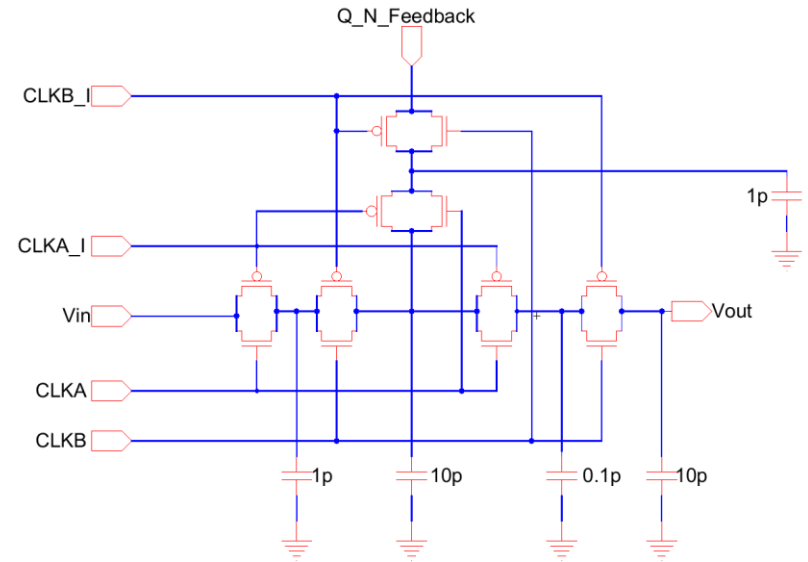 Q_N_Feedback
CLKB_I
1p
CLKA_I
Vin
Vout
CLKA
CLKB
1p
10p
0.1p
10p